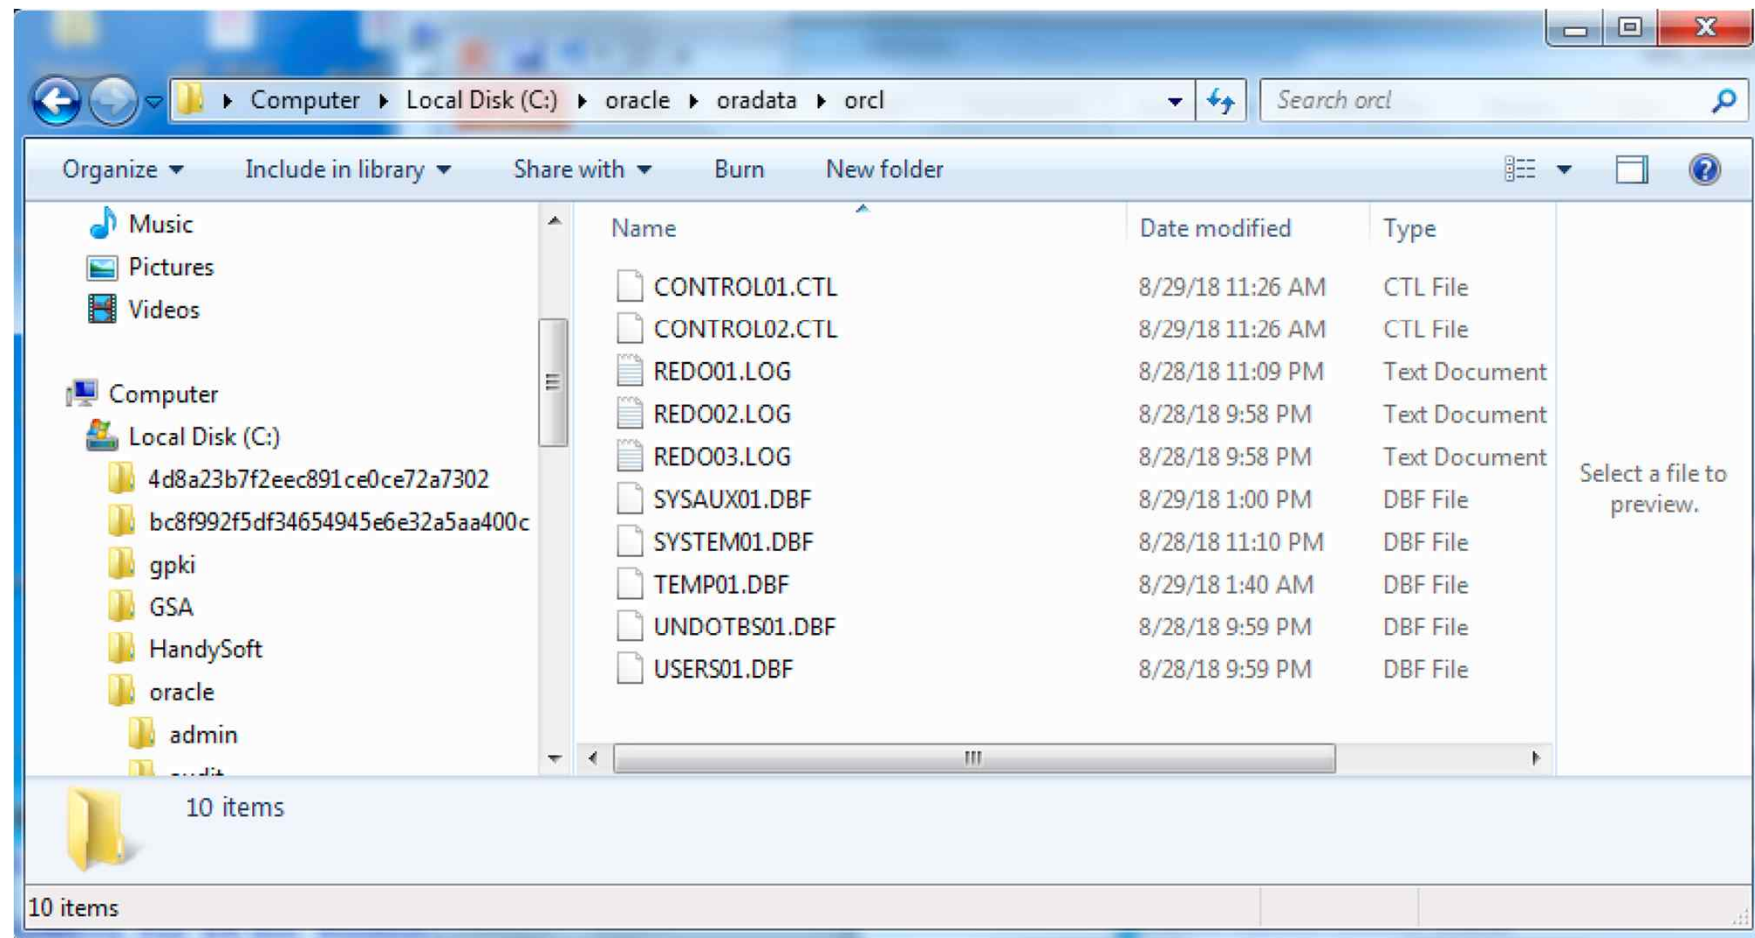 Computer Local Disk (C:) oracle oradata orcl Search orcl
Organize Include in library Share with Burn New folder
Music
Pictures
Videos
Computer
Local Disk (C:)
4d8a23b7f2eec891ce0ce72a7302
bc8f992f5df34654945e6e32a5aa400c
gpki
GSA
HandySoft
oracle
admin
audit
Name Date modified Type
CONTROL01.CTL 8/29/18 11:26 AM CTL File
CONTROL02.CTL 8/29/18 11:26 AM CTL File
REDO01.LOG 8/28/18 11:09 PM Text Document
REDO02.LOG 8/28/18 9:58 PM Text Document
REDO03.LOG 8/28/18 9:58 PM Text Document
SYSAUX01.DBF 8/29/18 1:00 PM DBF File
SYSTEM01.DBF 8/28/18 11:10 PM DBF File
TEMP01.DBF 8/29/18 1:40 AM DBF File
UNDOTBS01.DBF 8/28/18 9:59 PM DBF File
USERS01.DBF 8/28/18 9:59 PM DBF File
Select a file to
preview.
10 items
10 items